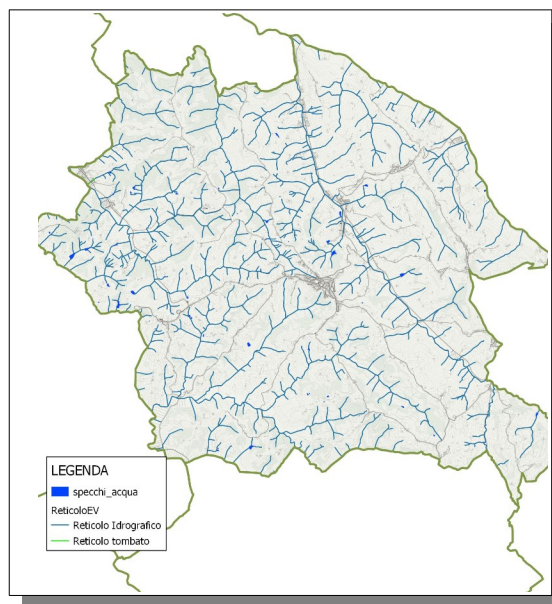 LEGENDA
specchi_acqua
ReticoloEV
Reticolo Idrografico
Reticolo tombato